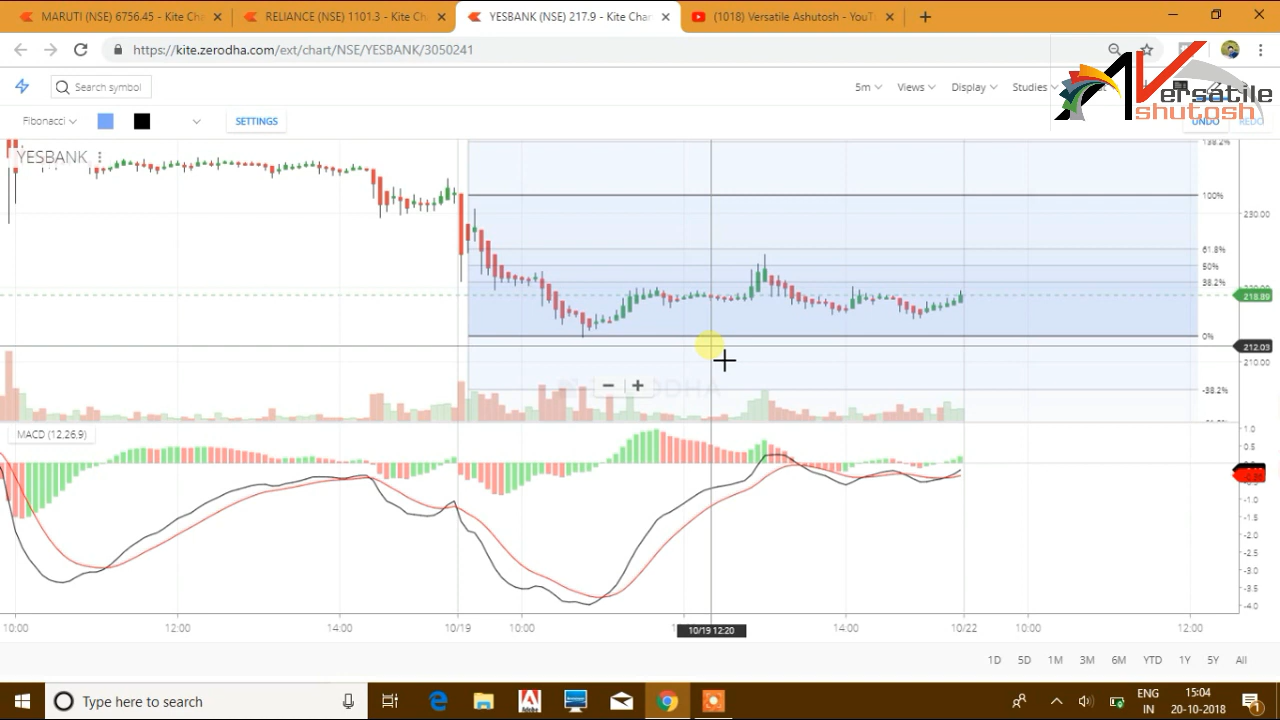 MARUTI (NSE) 6756.45 - Kite Cha
RELIANCE (NSE) 1101.3 - Kite Ch
YESBANK (NSE) 217.9 - Kite Char
(1018) Versatile Ashutosh - YouT
https://kite.zerodha.com/ext/chart/NSE/YESBANK/3050241
Search symbol
5m
Views
Display
Studies
Versatile
Ashutosh
Fibonacci
SETTINGS
UNDO
REDO
YESBANK
138.2%
100%
230.00
61.8%
50%
38.2%
218.89
0%
212.03
210.00
-38.2%
MACD (12,26,9)
1.0
0.5
-1.0
-1.5
-2.0
-2.5
-3.0
-3.5
-4.0
10:00
12:00
14:00
10/19
10:00
10/19 12:20
14:00
10/22
10:00
12:00
1D
5D
1M
3M
6M
YTD
1Y
5Y
All
Type here to search
ENG
IN
15:04
20-10-2018